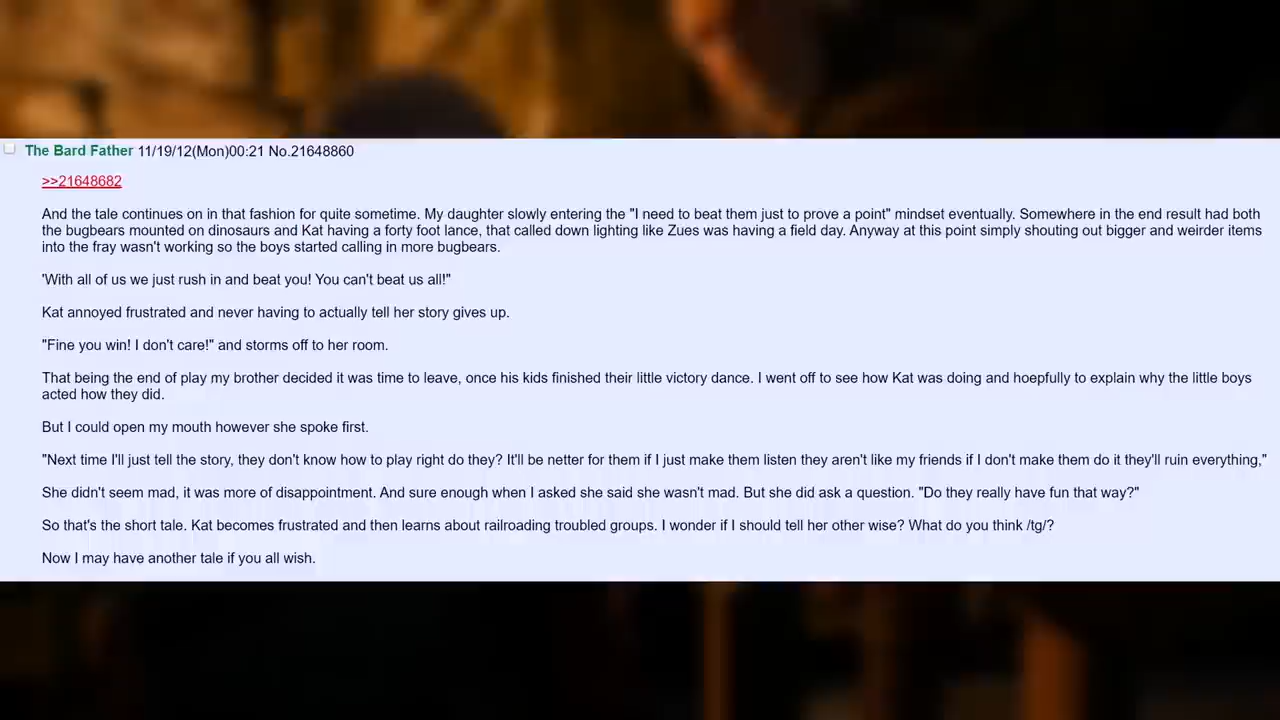 The Bard Father 11/19/12(Mon)00:21 No.21648860
>>21648682
And the tale continues on in that fashion for quite sometime. My daughter slowly entering the "I need to beat them just to prove a point" mindset eventually. Somewhere in the end result had both
the bugbears mounted on dinosaurs and Kat having a forty foot lance, that called down lighting like Zues was having a field day. Anyway at this point simply shouting out bigger and weirder items
into the fray wasn't working so the boys started calling in more bugbears.
'With all of us we just rush in and beat you! You can't beat us all!"
Kat annoyed frustrated and never having to actually tell her story gives up.
"Fine you win! I don't care!" and storms off to her room.
That being the end of play my brother decided it was time to leave, once his kids finished their little victory dance. I went off to see how Kat was doing and hoepfully to explain why the little boys
acted how they did.
But I could open my mouth however she spoke first.
"Next time I'll just tell the story, they don't know how to play right do they? It'll be netter for them if I just make them listen they aren't like my friends if I don't make them do it they'll ruin everything,"
She didn't seem mad, it was more of disappointment. And sure enough when I asked she said she wasn't mad. But she did ask a question. "Do they really have fun that way?"
So that's the short tale. Kat becomes frustrated and then learns about railroading troubled groups. I wonder if I should tell her other wise? What do you think /tg/?
Now I may have another tale if you all wish.